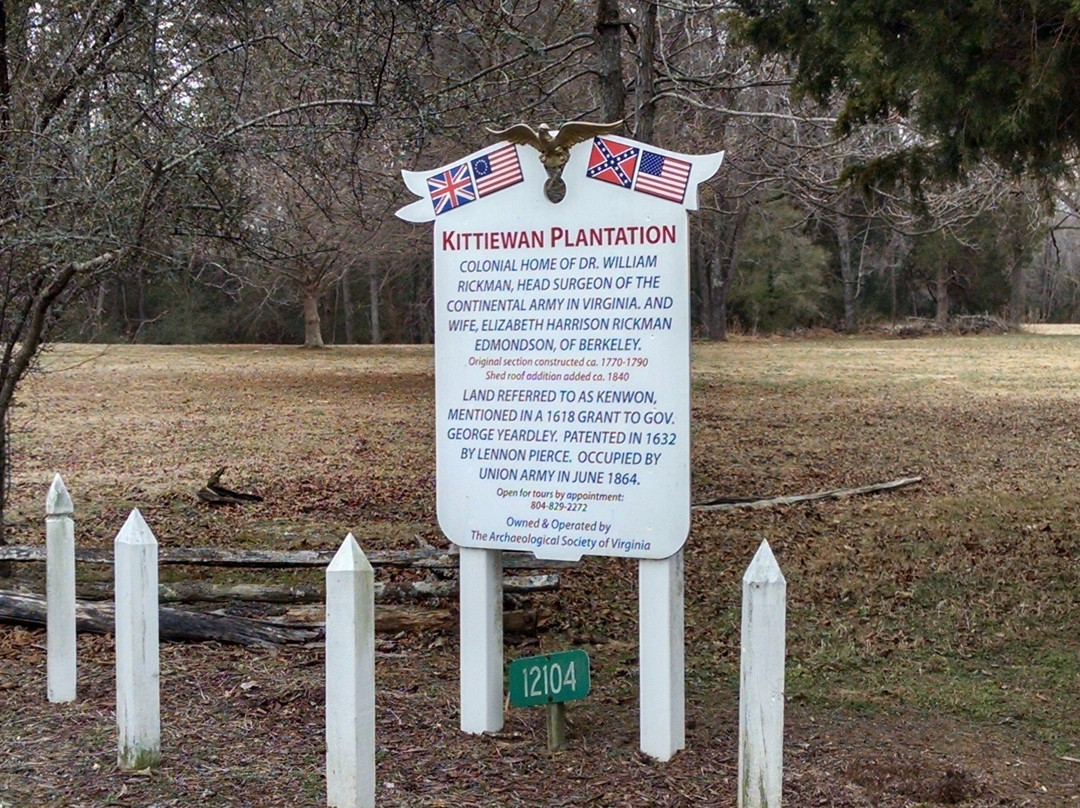 KITTIEWAN PLANTATION
COLONIAL HOME OF DR. WILLIAM
RICKMAN, HEAD SURGEON OF THE
CONTINENTAL ARMY IN VIRGINIA. AND
WIFE, ELIZABETH HARRISON RICKMAN
EDMONDSON, OF BERKELEY.
Original section constructed ca. 1770-1790
Shed roof addition added ca. 1840
LAND REFERRED TO AS KENWON,
MENTIONED IN A 1618 GRANT TO GOV.
GEORGE YEARDLEY. PATENTED IN 1632
BY LENNON PIERCE. OCCUPIED BY
UNION ARMY IN JUNE 1864.
Open for tours by appointment:
804-829-2272
Owned & Operated by
The Archaeological Society of Virginia
12104